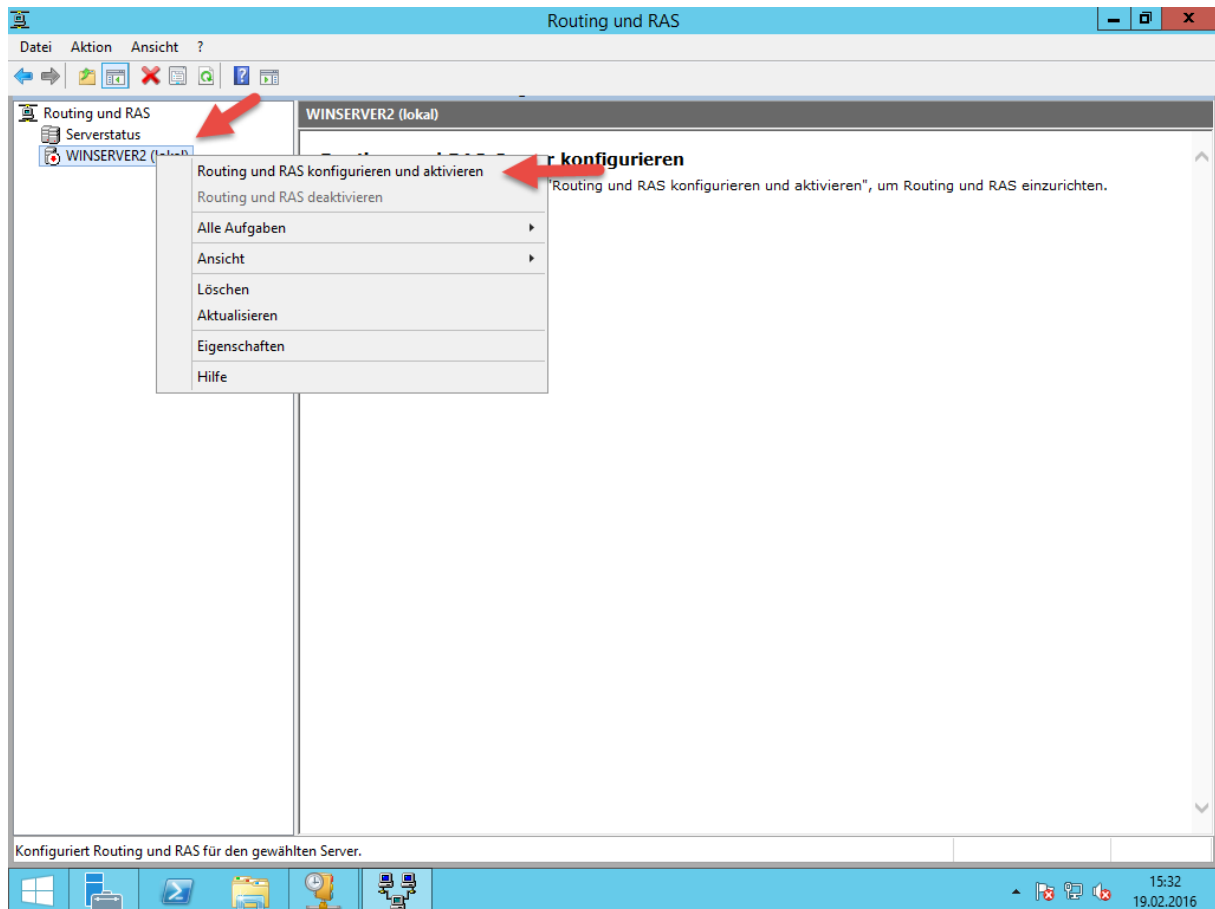 Routing und RAS
Datei Aktion Ansicht ?
Routing und RAS
Serverstatus
WINSERVER2
WINSERVER2 (lokal)
r konfigurieren
"Routing und RAS konfigurieren und aktivieren", um Routing und RAS einzurichten.
Routing und RAS konfigurieren und aktivieren
Routing und RAS deaktivieren
Alle Aufgaben
Ansicht
Löschen
Aktualisieren
Eigenschaften
Hilfe
Konfiguriert Routing und RAS für den gewählten Server.
15:32
19.02.2016